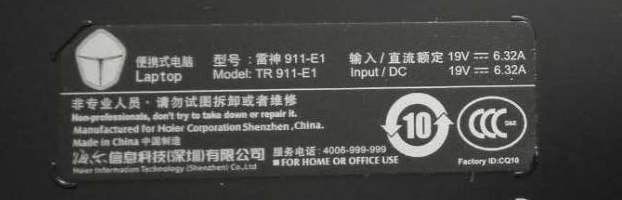 便携式电脑 型号：雷神 911-E1 输入/直流额定 19V ⎓ 6.32A
Laptop Model: TR 911-E1 Input / DC 19V ⎓ 6.32A
非专业人员·请勿试图拆卸或者维修
Non-professionals, don't try to take down or repair it.
Manufactured for Haier Corporation Shenzhen ,China.
Made in China 中国制造
海尔信息科技(深圳)有限公司 服务电话: 4006-999-999
Haier Information Technology (Shenzhen) Co.,Ltd ■ FOR HOME OR OFFICE USE
10
CCC
S&E
Factory ID:CQ10